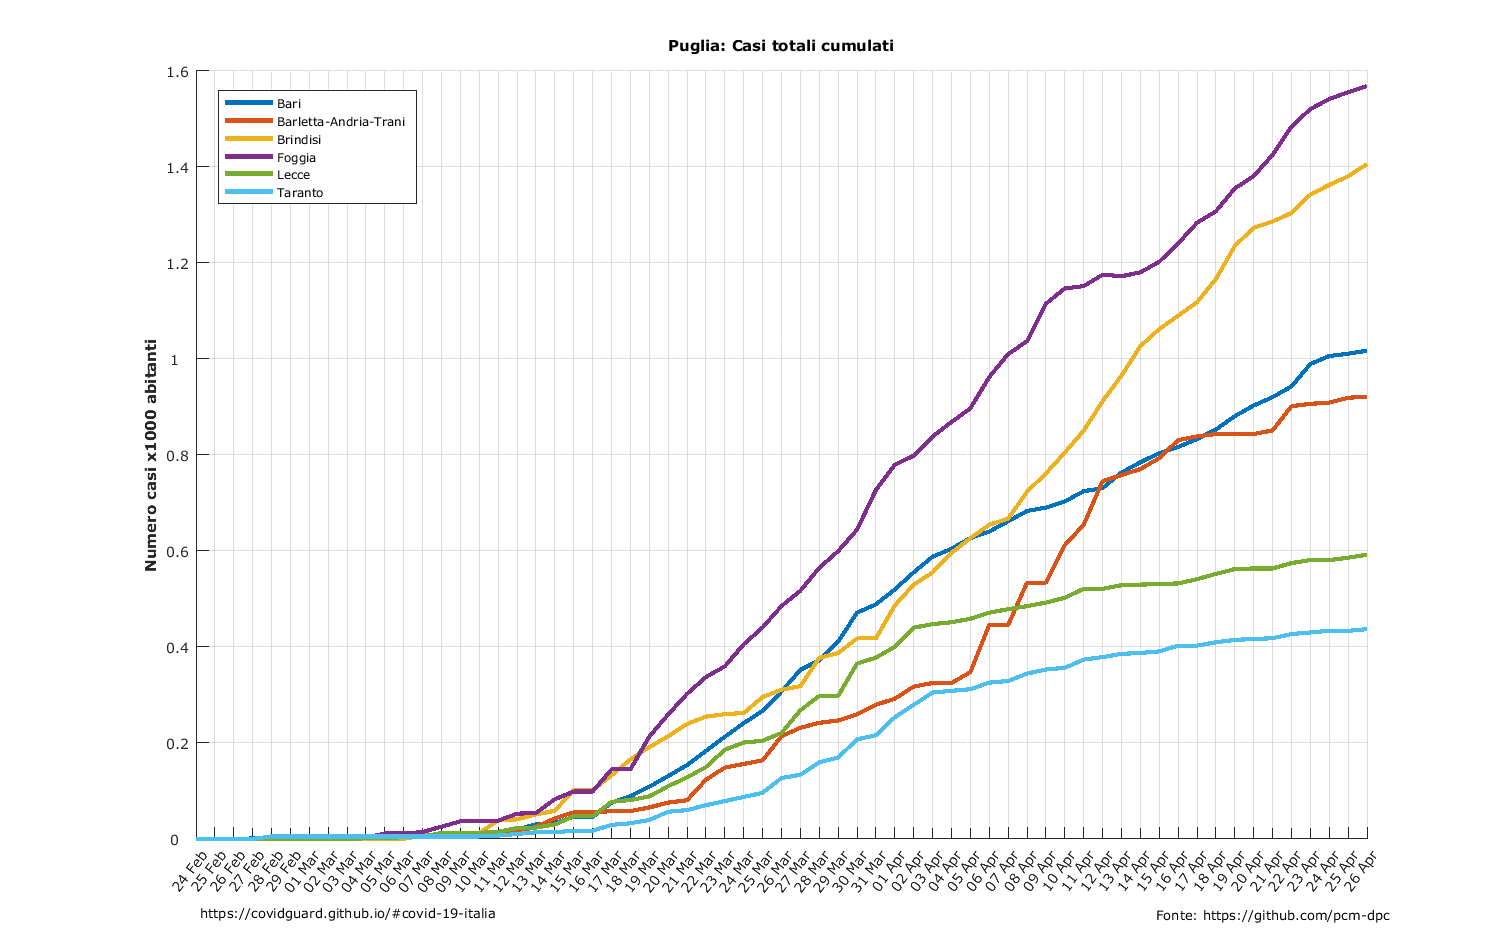 Puglia: Casi totali cumulati
1.6
1.4
1.2
1
0.8
0.6
0.4
0.2
0
Numero casi x1000 abitanti
Bari
Barletta-Andria-Trani
Brindisi
Foggia
Lecce
Taranto
24 Feb
25 Feb
26 Feb
27 Feb
28 Feb
29 Feb
01 Mar
02 Mar
03 Mar
04 Mar
05 Mar
06 Mar
07 Mar
08 Mar
09 Mar
10 Mar
11 Mar
12 Mar
13 Mar
14 Mar
15 Mar
16 Mar
17 Mar
18 Mar
19 Mar
20 Mar
21 Mar
22 Mar
23 Mar
24 Mar
25 Mar
26 Mar
27 Mar
28 Mar
29 Mar
30 Mar
31 Mar
01 Apr
02 Apr
03 Apr
04 Apr
05 Apr
06 Apr
07 Apr
08 Apr
09 Apr
10 Apr
11 Apr
12 Apr
13 Apr
14 Apr
15 Apr
16 Apr
17 Apr
18 Apr
19 Apr
20 Apr
21 Apr
22 Apr
23 Apr
24 Apr
25 Apr
26 Apr
https://covidguard.github.io/#covid-19-italia
Fonte: https://github.com/pcm-dpc